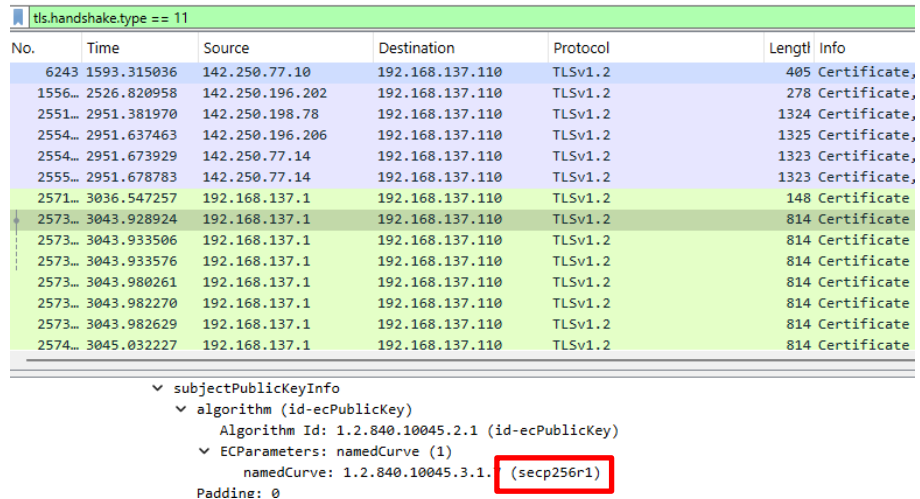 tls.handshake.type == 11
No. Time Source Destination Protocol Lengtl Info
6243 1593.315036 142.250.77.10 192.168.137.110 TLSv1.2 405 Certificate,
1556… 2526.820958 142.250.196.202 192.168.137.110 TLSv1.2 278 Certificate,
2551… 2951.381970 142.250.198.78 192.168.137.110 TLSv1.2 1324 Certificate,
2554… 2951.637463 142.250.196.206 192.168.137.110 TLSv1.2 1325 Certificate,
2554… 2951.673929 142.250.77.14 192.168.137.110 TLSv1.2 1323 Certificate,
2555… 2951.678783 142.250.77.14 192.168.137.110 TLSv1.2 1323 Certificate,
2571… 3036.547257 192.168.137.1 192.168.137.110 TLSv1.2 148 Certificate
2573… 3043.928924 192.168.137.1 192.168.137.110 TLSv1.2 814 Certificate
2573… 3043.933506 192.168.137.1 192.168.137.110 TLSv1.2 814 Certificate
2573… 3043.933576 192.168.137.1 192.168.137.110 TLSv1.2 814 Certificate
2573… 3043.980261 192.168.137.1 192.168.137.110 TLSv1.2 814 Certificate
2573… 3043.982270 192.168.137.1 192.168.137.110 TLSv1.2 814 Certificate
2573… 3043.982629 192.168.137.1 192.168.137.110 TLSv1.2 814 Certificate
2574… 3045.032227 192.168.137.1 192.168.137.110 TLSv1.2 814 Certificate
subjectPublicKeyInfo
algorithm (id-ecPublicKey)
Algorithm Id: 1.2.840.10045.2.1 (id-ecPublicKey)
ECParameters: namedCurve (1)
namedCurve: 1.2.840.10045.3.1. (secp256r1)
Padding: 0